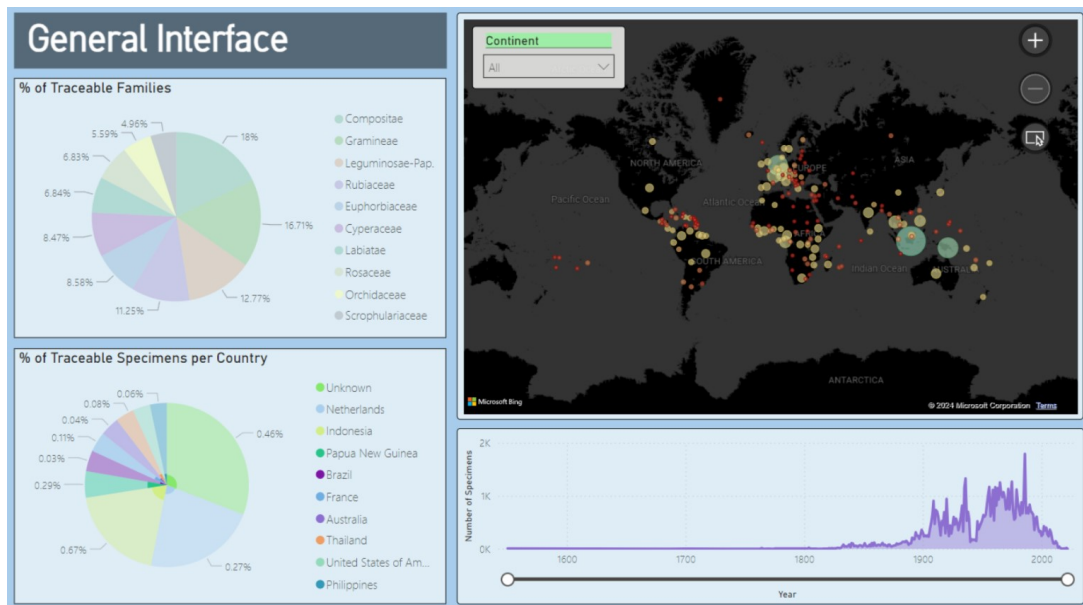 General Interface
% of Traceable Families
4.96%
5.59%
6.83%
6.84%
8.47%
8.58%
11.25%
12.77%
16.71%
18%
Compositae
Gramineae
Leguminosae-Pap.
Rubiaceae
Euphorbiaceae
Cyperaceae
Labiatae
Rosaceae
Orchidaceae
Scrophulariaceae
% of Traceable Specimens per Country
0.06%
0.08%
0.04%
0.11%
0.03%
0.29%
0.67%
0.27%
0.46%
Unknown
Netherlands
Indonesia
Papua New Guinea
Brazil
France
Australia
Thailand
United States of Am...
Philippines
Continent
All
NORTH AMERICA
EUROPE
ASIA
Pacific Ocean
Atlantic Ocean
SOUTH AMERICA
Indian Ocean
ANTARCTICA
Microsoft Bing
© 2024 Microsoft Corporation Terms
2K
1K
0K
Number of Specimens
1600
1700
1800
1900
2000
Year